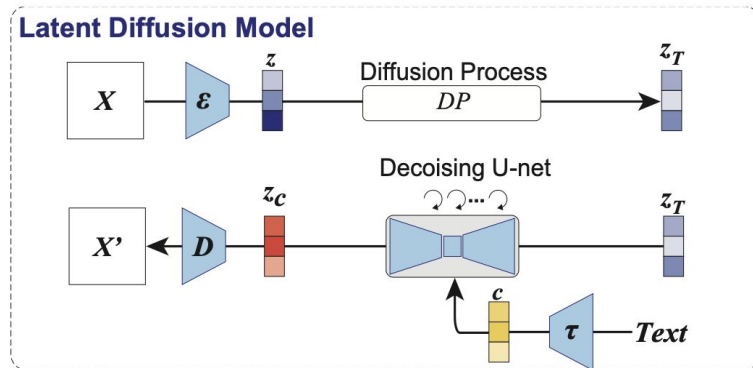 Latent Diffusion Model
X
ε
z
Diffusion Process
DP
z_T
Decoising U-net
...
X'
D
z_c
z_T
c
τ
Text